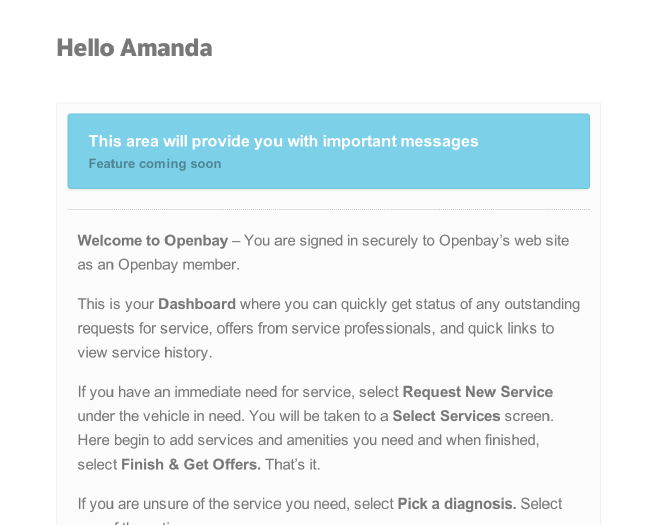 Hello Amanda
This area will provide you with important messages
Feature coming soon
Welcome to Openbay – You are signed in securely to Openbay's web site
as an Openbay member.
This is your Dashboard where you can quickly get status of any outstanding
requests for service, offers from service professionals, and quick links to
view service history.
If you have an immediate need for service, select Request New Service
under the vehicle in need. You will be taken to a Select Services screen.
Here begin to add services and amenities you need and when finished,
select Finish & Get Offers. That's it.
If you are unsure of the service you need, select Pick a diagnosis. Select